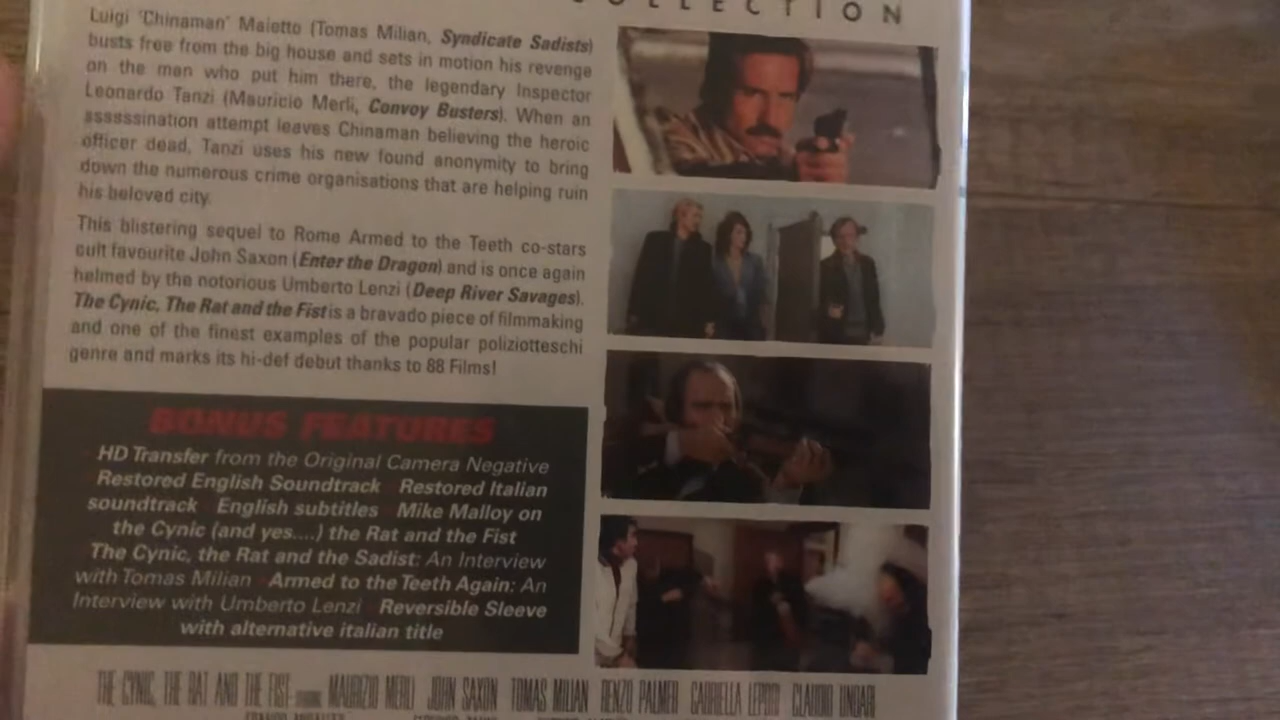 COLLECTION
Luigi 'Chinaman' Maietto (Tomas Milian, Syndicate Sadists)
busts free from the big house and sets in motion his revenge
on the man who put him there, the legendary Inspector
Leonardo Tanzi (Mauricio Merli, Convoy Busters). When an
asssssination attempt leaves Chinaman believing the heroic
officer dead, Tanzi uses his new found anonymity to bring
down the numerous crime organisations that are helping ruin
his beloved city.
This blistering sequel to Rome Armed to the Teeth co-stars
cult favourite John Saxon (Enter the Dragon) and is once again
helmed by the notorious Umberto Lenzi (Deep River Savages).
The Cynic, The Rat and the Fist is a bravado piece of filmmaking
and one of the finest examples of the popular poliziotteschi
genre and marks its hi-def debut thanks to 88 Films!
BONUS FEATURES
HD Transfer from the Original Camera Negative
Restored English Soundtrack Restored Italian
soundtrack English subtitles Mike Malloy on
the Cynic (and yes....) the Rat and the Fist
The Cynic, the Rat and the Sadist: An Interview
with Tomas Milian Armed to the Teeth Again: An
Interview with Umberto Lenzi Reversible Sleeve
with alternative italian title
THE CYNIC, THE RAT AND THE FIST MAURIZIO MERLI JOHN SAXON TOMAS MILIAN RENZO PALMER GABRIELLA LEPORI CLAUDIO UNDARI